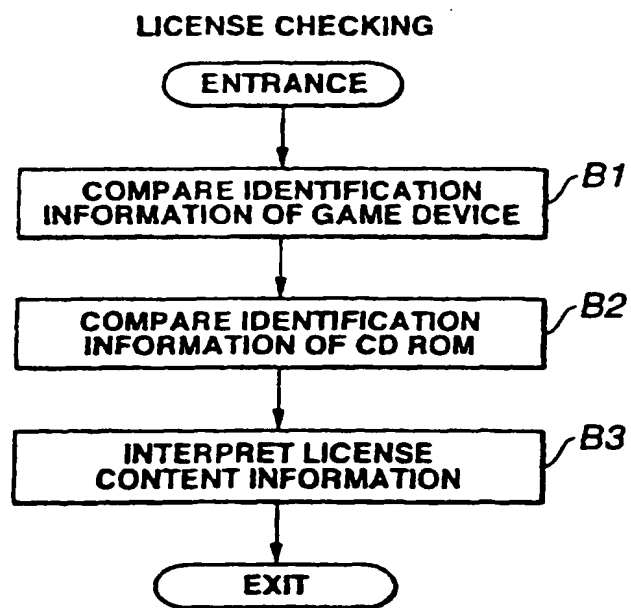 LICENSE CHECKING
ENTRANCE
COMPARE IDENTIFICATION
INFORMATION OF GAME DEVICE
B1
COMPARE IDENTIFICATION
INFORMATION OF CD ROM
B2
INTERPRET LICENSE
CONTENT INFORMATION
B3
EXIT